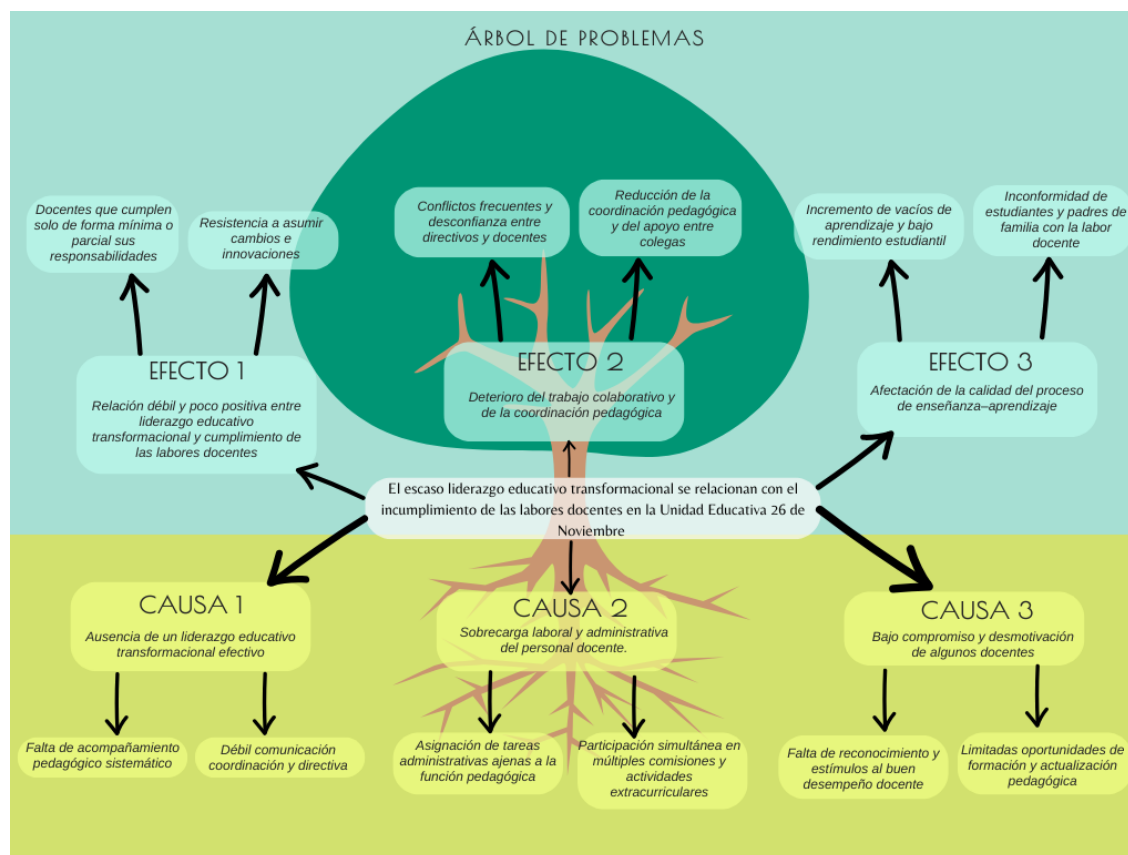 ÁRBOL DE PROBLEMAS
Docentes que cumplen
solo de forma mínima o
parcial sus
responsabilidades
Resistencia a asumir
cambios e
innovaciones
Conflictos frecuentes y
desconfianza entre
directivos y docentes
Reducción de la
coordinación pedagógica
y del apoyo entre
colegas
Incremento de vacíos de
aprendizaje y bajo
rendimiento estudiantil
Inconformidad de
estudiantes y padres de
familia con la labor
docente
EFECTO 1
Relación débil y poco positiva entre
liderazgo educativo
transformacional y cumplimiento de
las labores docentes
EFECTO 2
Deterioro del trabajo colaborativo y
de la coordinación pedagógica
EFECTO 3
Afectación de la calidad del proceso
de enseñanza–aprendizaje
El escaso liderazgo educativo transformacional se relacionan con el
incumplimiento de las labores docentes en la Unidad Educativa 26 de
Noviembre
CAUSA 1
Ausencia de un liderazgo educativo
transformacional efectivo
CAUSA 2
Sobrecarga laboral y administrativa
del personal docente.
CAUSA 3
Bajo compromiso y desmotivación
de algunos docentes
Falta de acompañamiento
pedagógico sistemático
Débil comunicación
coordinación y directiva
Asignación de tareas
administrativas ajenas a la
función pedagógica
Participación simultánea en
múltiples comisiones y
actividades
extracurriculares
Falta de reconocimiento y
estímulos al buen
desempeño docente
Limitadas oportunidades de
formación y actualización
pedagógica